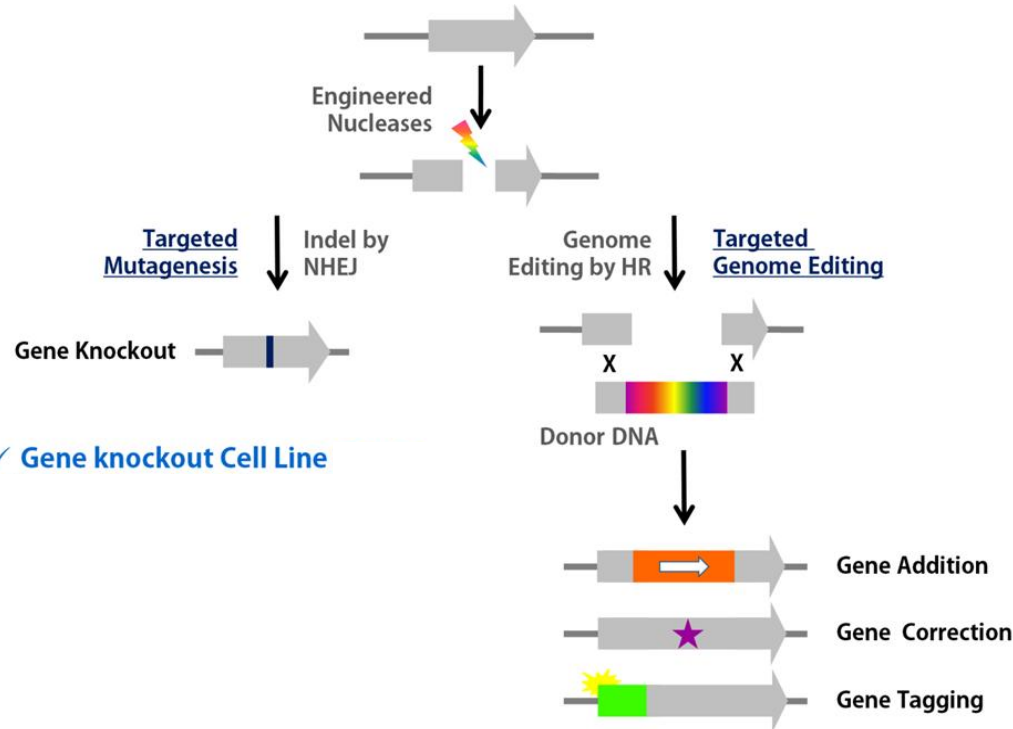 Engineered
Nucleases
Targeted
Mutagenesis
Indel by
NHEJ
Genome
Editing by HR
Targeted
Genome Editing
Gene Knockout
X
X
Donor DNA
✓ Gene knockout Cell Line
Gene Addition
Gene Correction
Gene Tagging